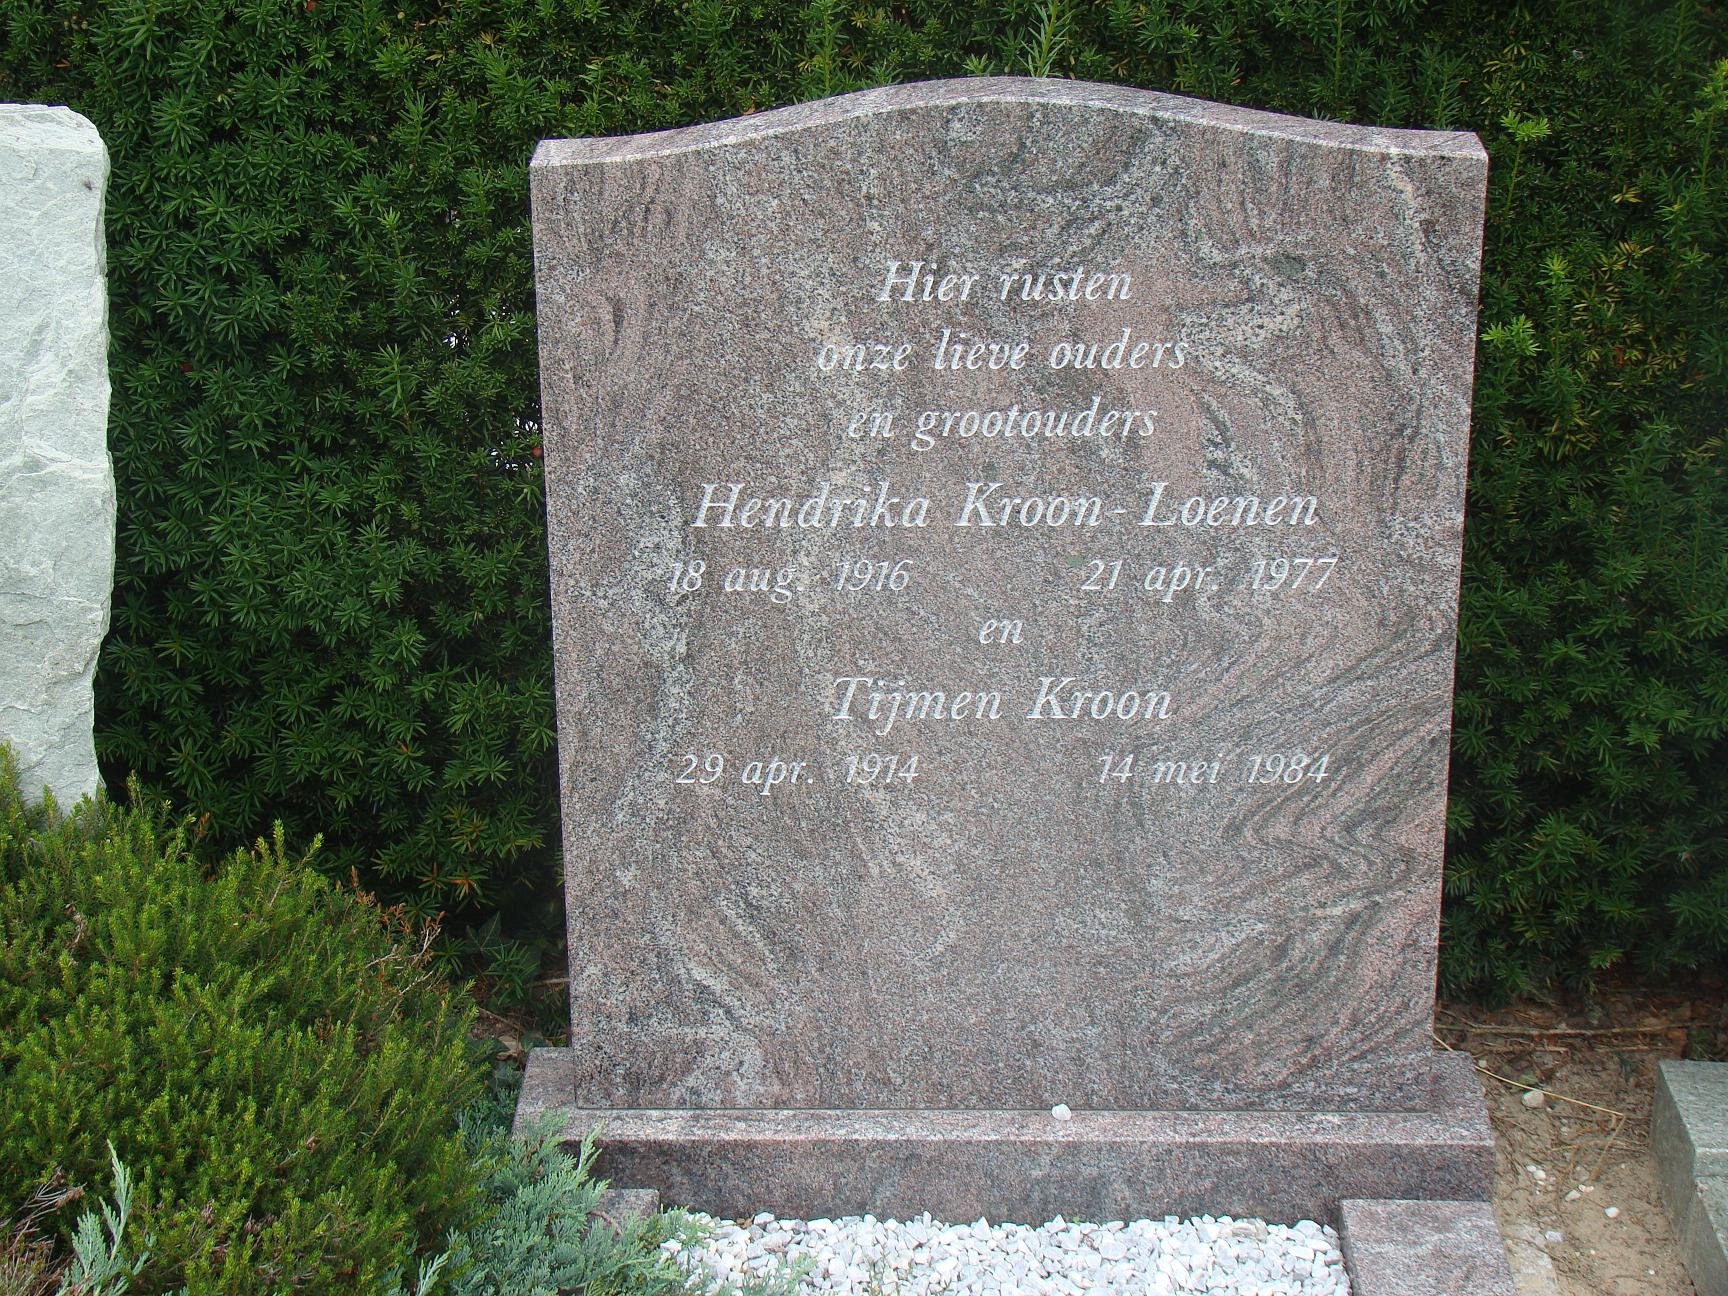 Hier rusten
onze lieve ouders
en grootouders
Hendrika Kroon - Loenen
18 aug. 1916 21 apr. 1977
en
Tijmen Kroon
29 apr. 1914 14 mei 1984